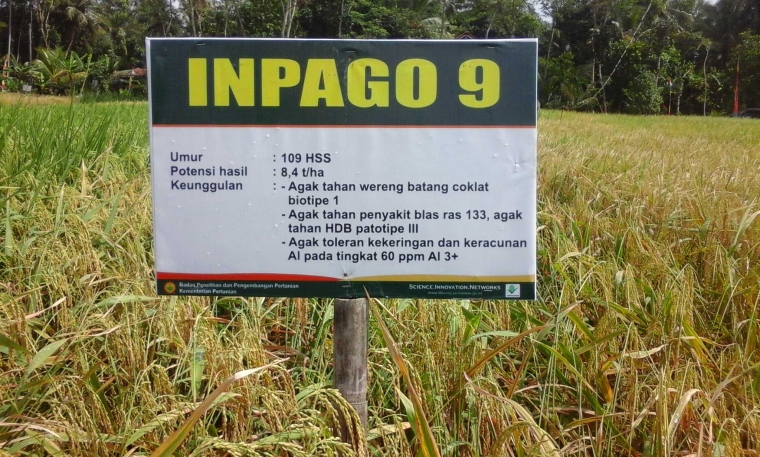 INPAGO 9
Umur : 109 HSS
Potensi hasil : 8,4 t/ha
Keunggulan : - Agak tahan wereng batang coklat
biotipe 1
- Agak tahan penyakit blas ras 133, agak
tahan HDB patotipe III
- Agak toleran kekeringan dan keracunan
Al pada tingkat 60 ppm Al 3+
Badan Penelitian dan Pengembangan Pertanian
Kementerian Pertanian
SCIENCE.INNOVATION.NETWORKS